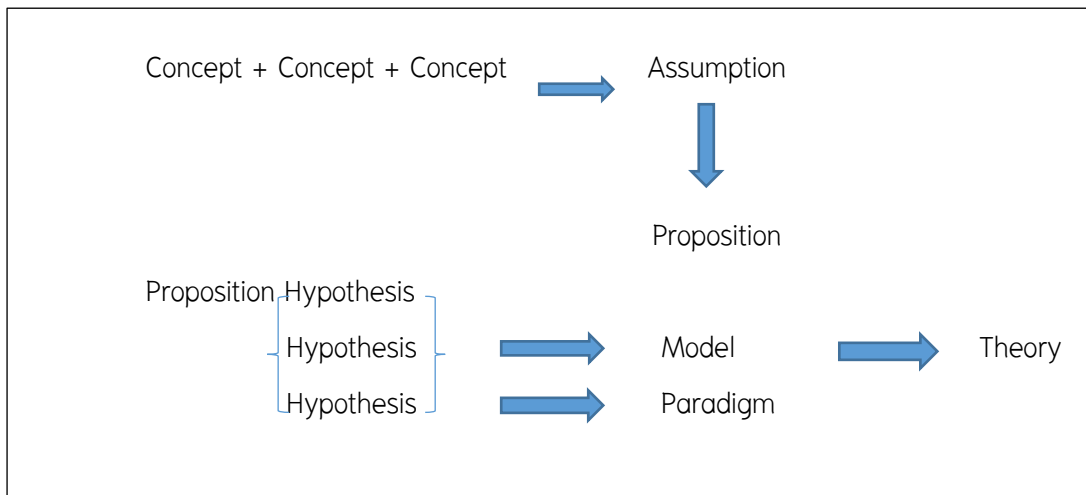 Concept + Concept + Concept Assumption
Proposition
Proposition Hypothesis
Hypothesis Model Theory
Hypothesis Paradigm